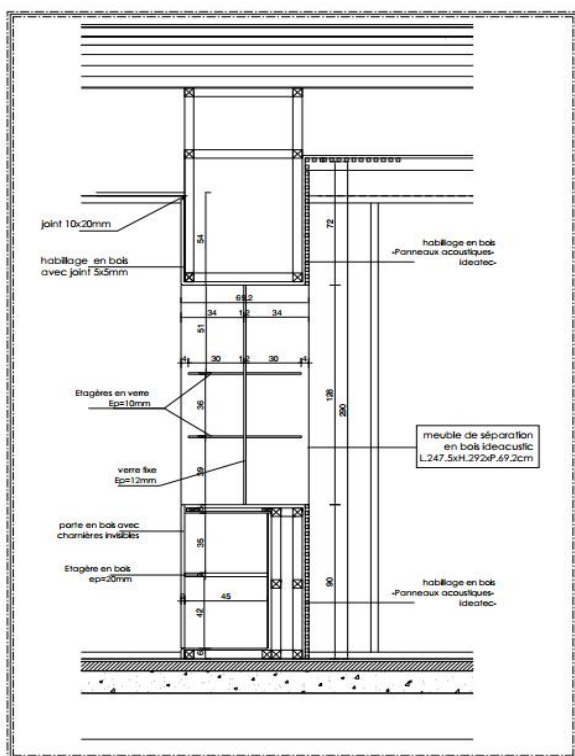 joint 10x20mm
habillage en bois
avec joint 5x5mm
54
72
habillage en bois
-Panneaux acoustiques-
ideatec-
69.2
34
1.2
34
51
4
30
1.2
30
4
Etagères en verre
Ep=10mm
36
128
290
meuble de séparation
en bois ideacustic
L.247.5xH.292xP.69.2cm
verre fixe
Ep=12mm
39
porte en bois avec
charnières invisibles
35
Etagère en bois
ep=20mm
45
90
habillage en bois
-Panneaux acoustiques-
ideatec-
42
6